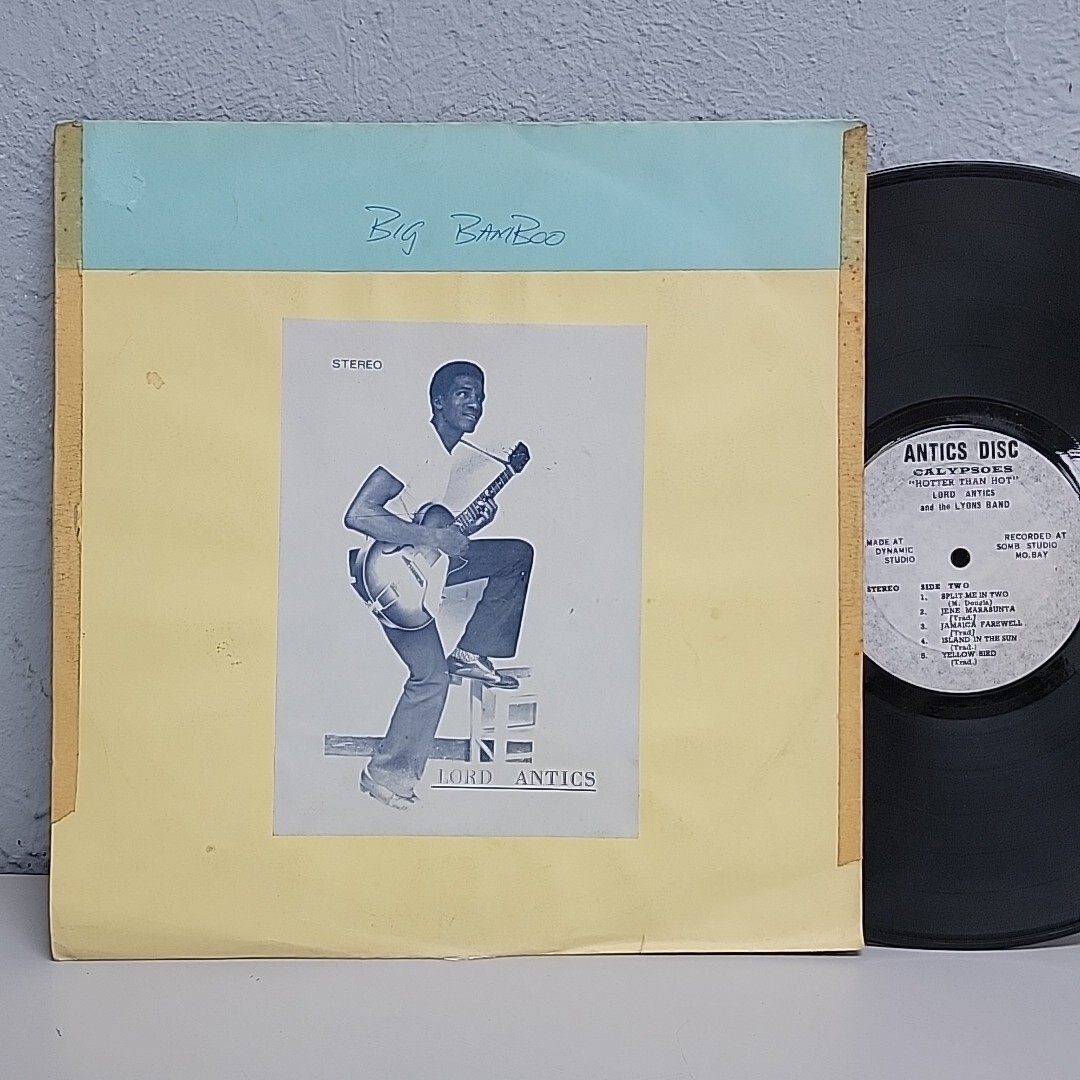 BIG BAMBOO
STEREO
LORD ANTICS
ANTICS DISC
CALYPSOES
"HOTTER THAN HOT"
LORD ANTICS
and the LYONS BAND
MADE AT
DYNAMIC
STUDIO
RECORDED AT
SOMB STUDIO
MO.BAY
STEREO
SIDE TWO
1. SPLIT ME IN TWO
(M. Dougla)
2. JENE MARABUNTA
[Trad.]
3. JAMAICA FAREWELL
[Trad]
4. ISLAND IN THE SUN
(Trad.)
5. YELLOW BIRD
(Trad.)